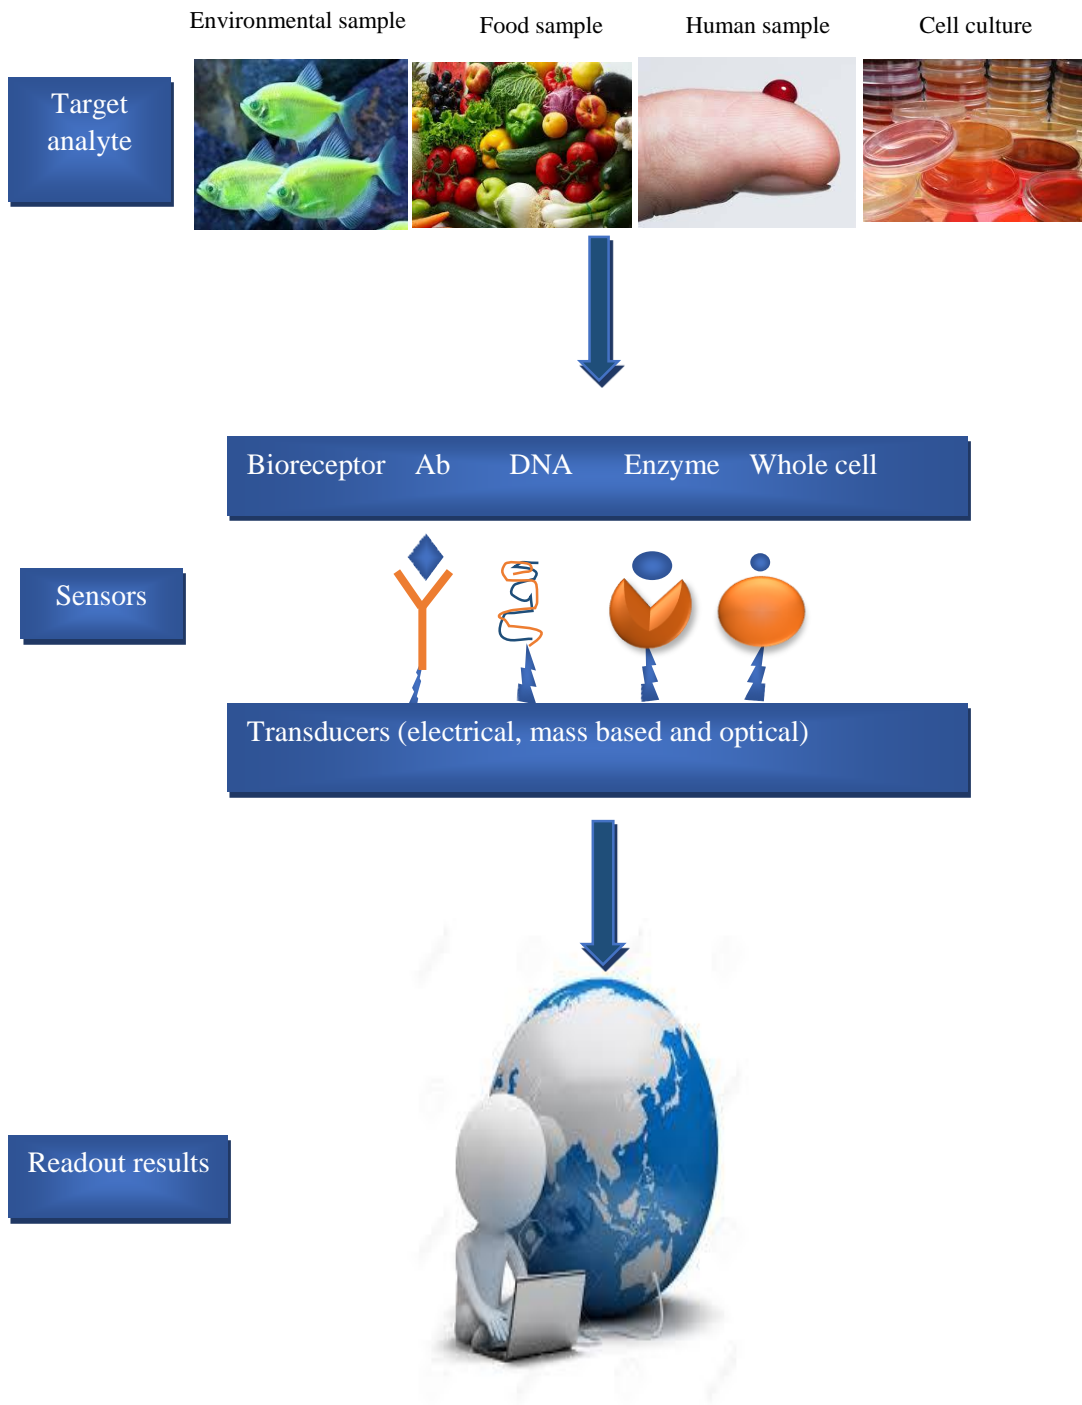 Environmental sample
Food sample
Human sample
Cell culture
Target
analyte
Bioreceptor Ab DNA Enzyme Whole cell
Sensors
Transducers (electrical, mass based and optical)
Readout results